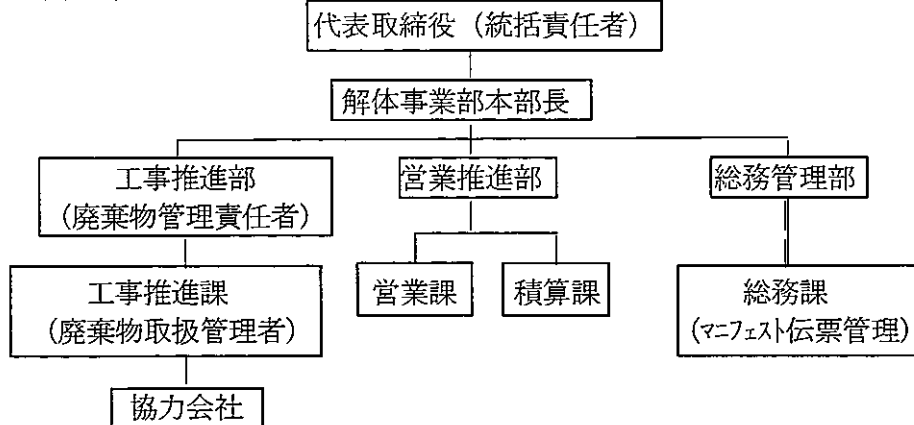 代表取締役（統括責任者）
解体事業部本部長
工事推進部
（廃棄物管理責任者）
営業推進部
総務管理部
工事推進課
（廃棄物取扱管理者）
営業課
積算課
総務課
（マニフェスト伝票管理）
協力会社